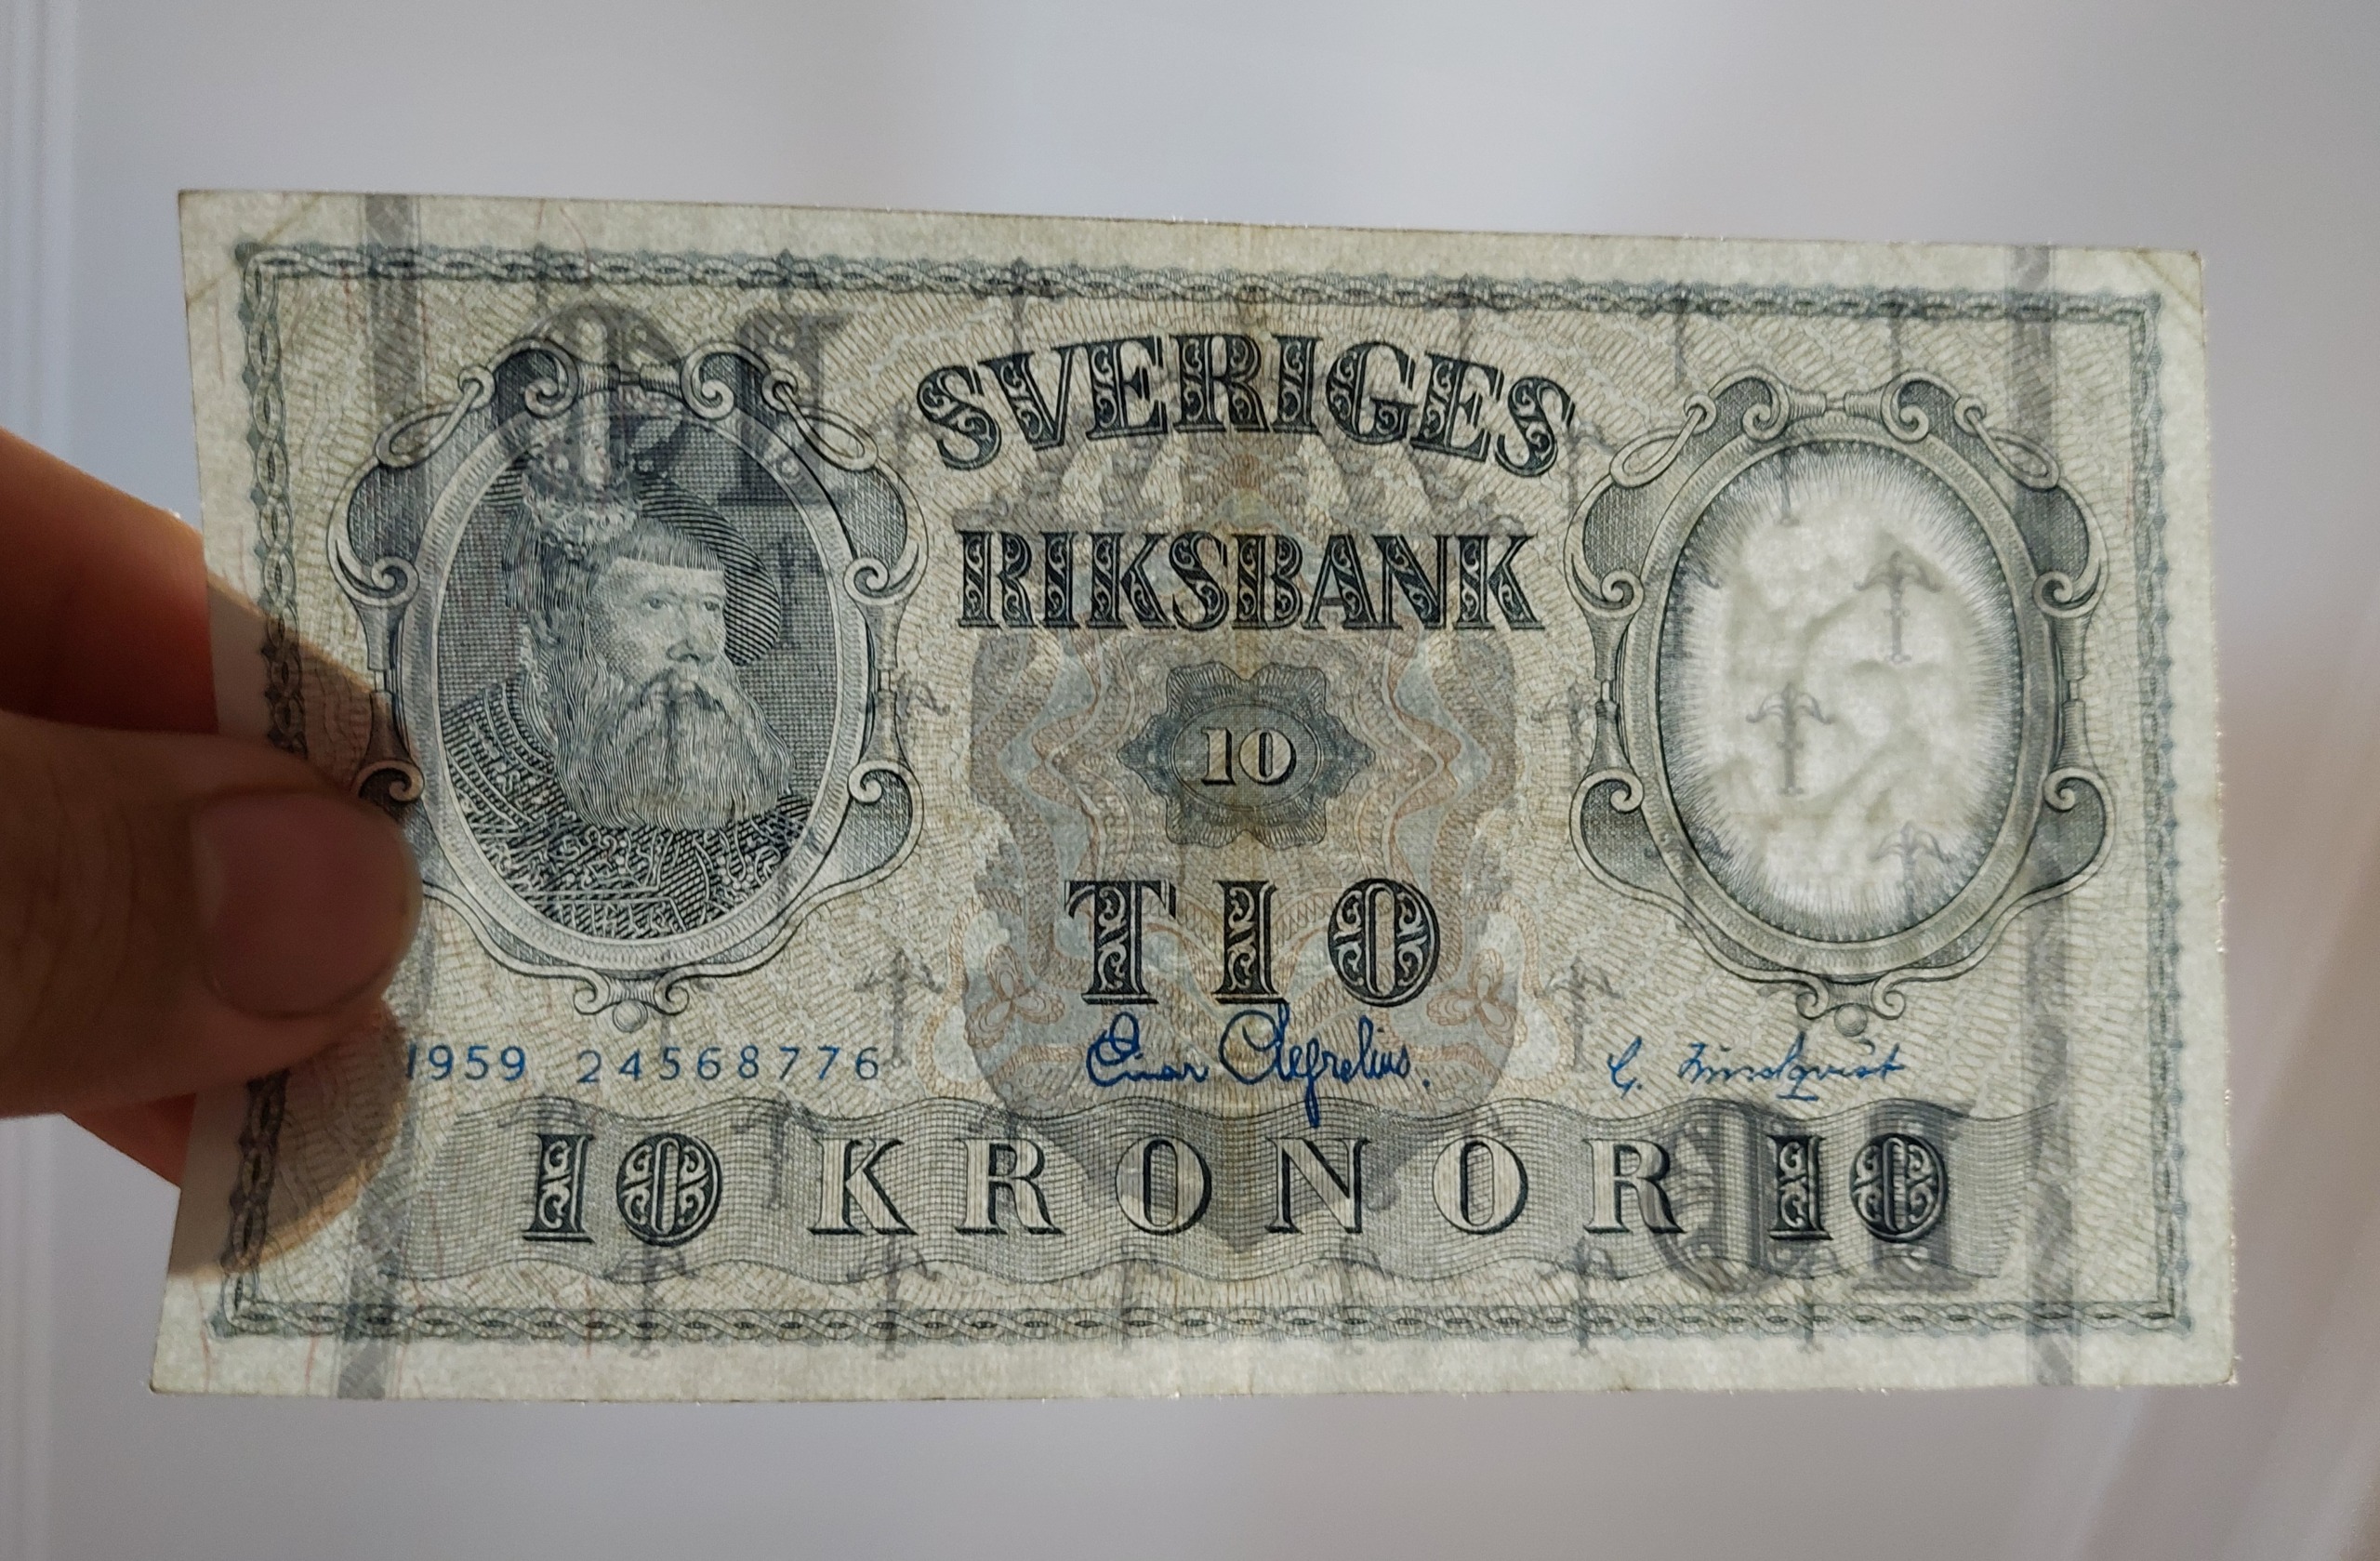 SVERIGES
RIKSBANK
10
TIO
1959 24568776
10 KRONOR 10